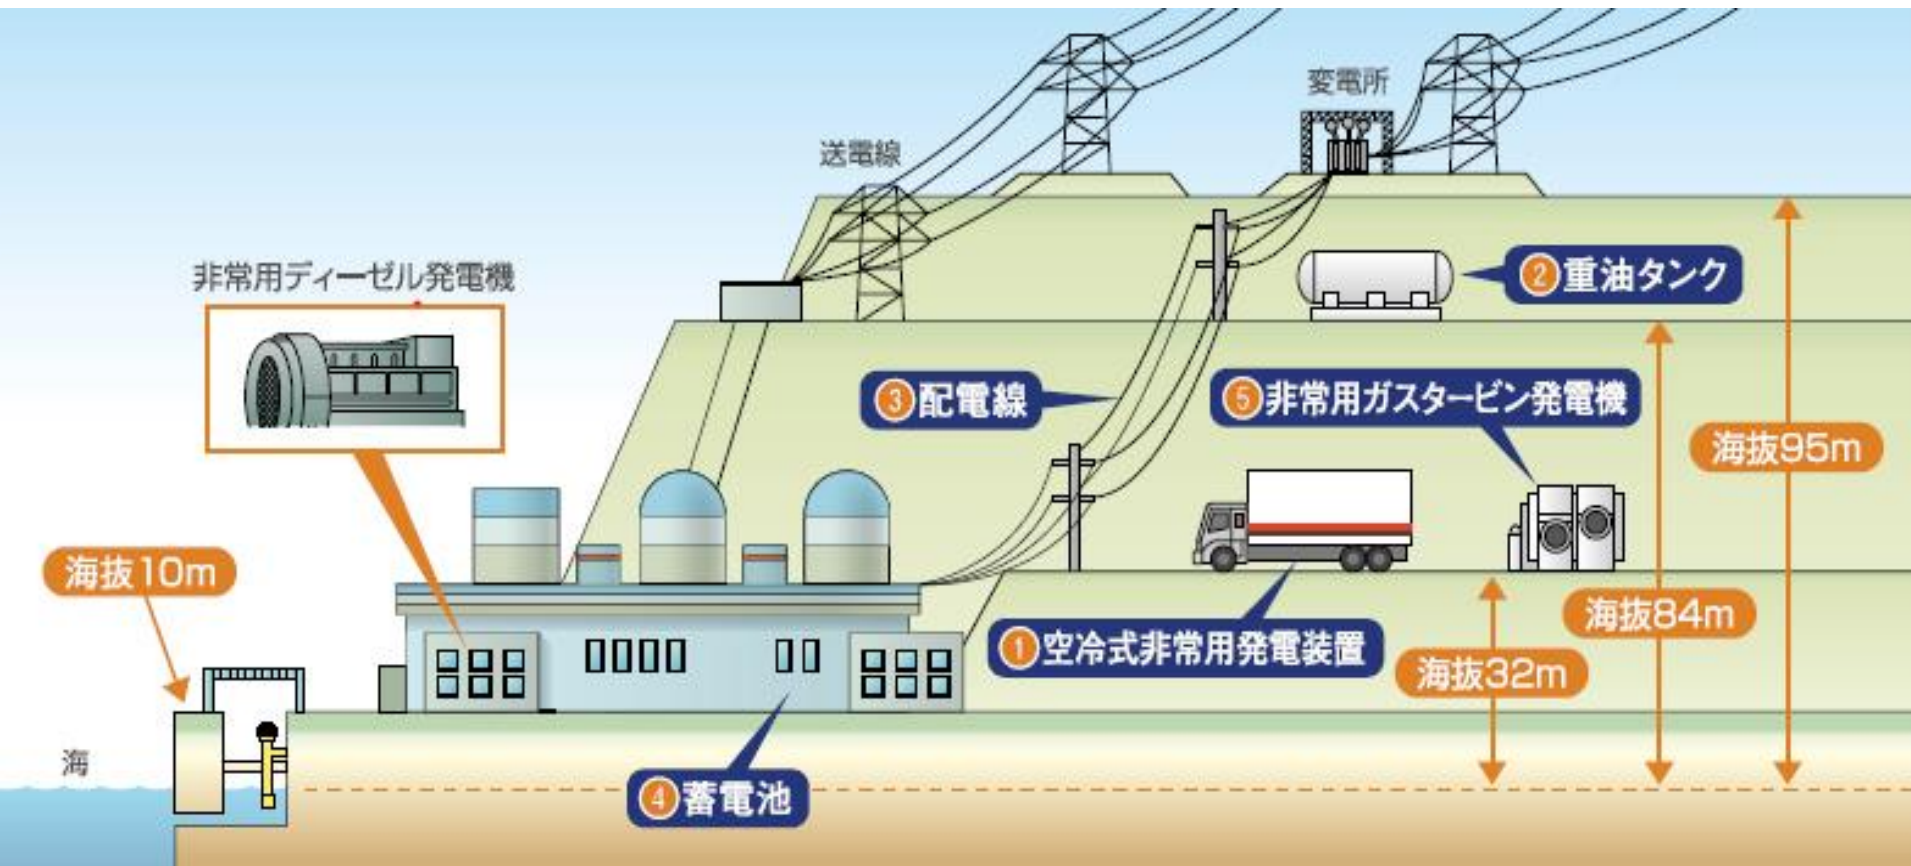 変電所
送電線
非常用ディーゼル発電機
②重油タンク
③配電線
⑤非常用ガスタービン発電機
海抜95m
海抜10m
海抜84m
①空冷式非常用発電装置
海抜32m
海
④蓄電池